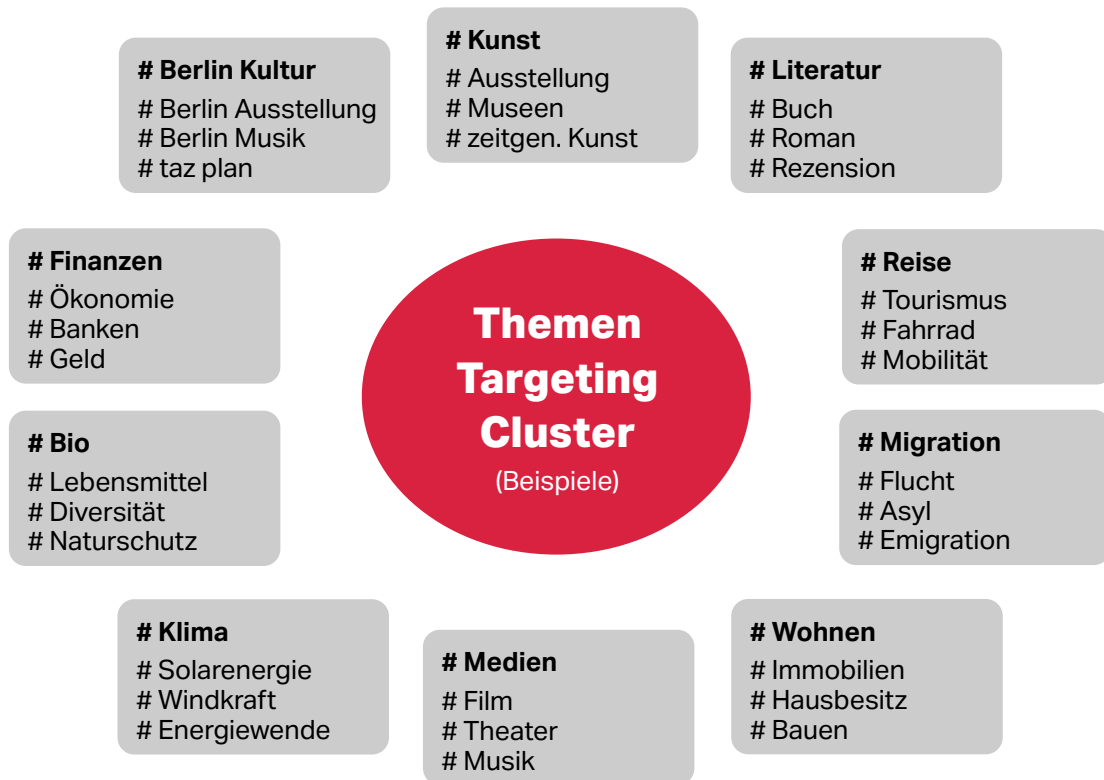 # Berlin Kultur
# Berlin Ausstellung
# Berlin Musik
# taz plan
# Kunst
# Ausstellung
# Museen
# zeitgen. Kunst
# Literatur
# Buch
# Roman
# Rezension
# Finanzen
# Ökonomie
# Banken
# Geld
Themen
Targeting
Cluster
(Beispiele)
# Reise
# Tourismus
# Fahrrad
# Mobilität
# Bio
# Lebensmittel
# Diversität
# Naturschutz
# Migration
# Flucht
# Asyl
# Emigration
# Klima
# Solarenergie
# Windkraft
# Energiewende
# Medien
# Film
# Theater
# Musik
# Wohnen
# Immobilien
# Hausbesitz
# Bauen